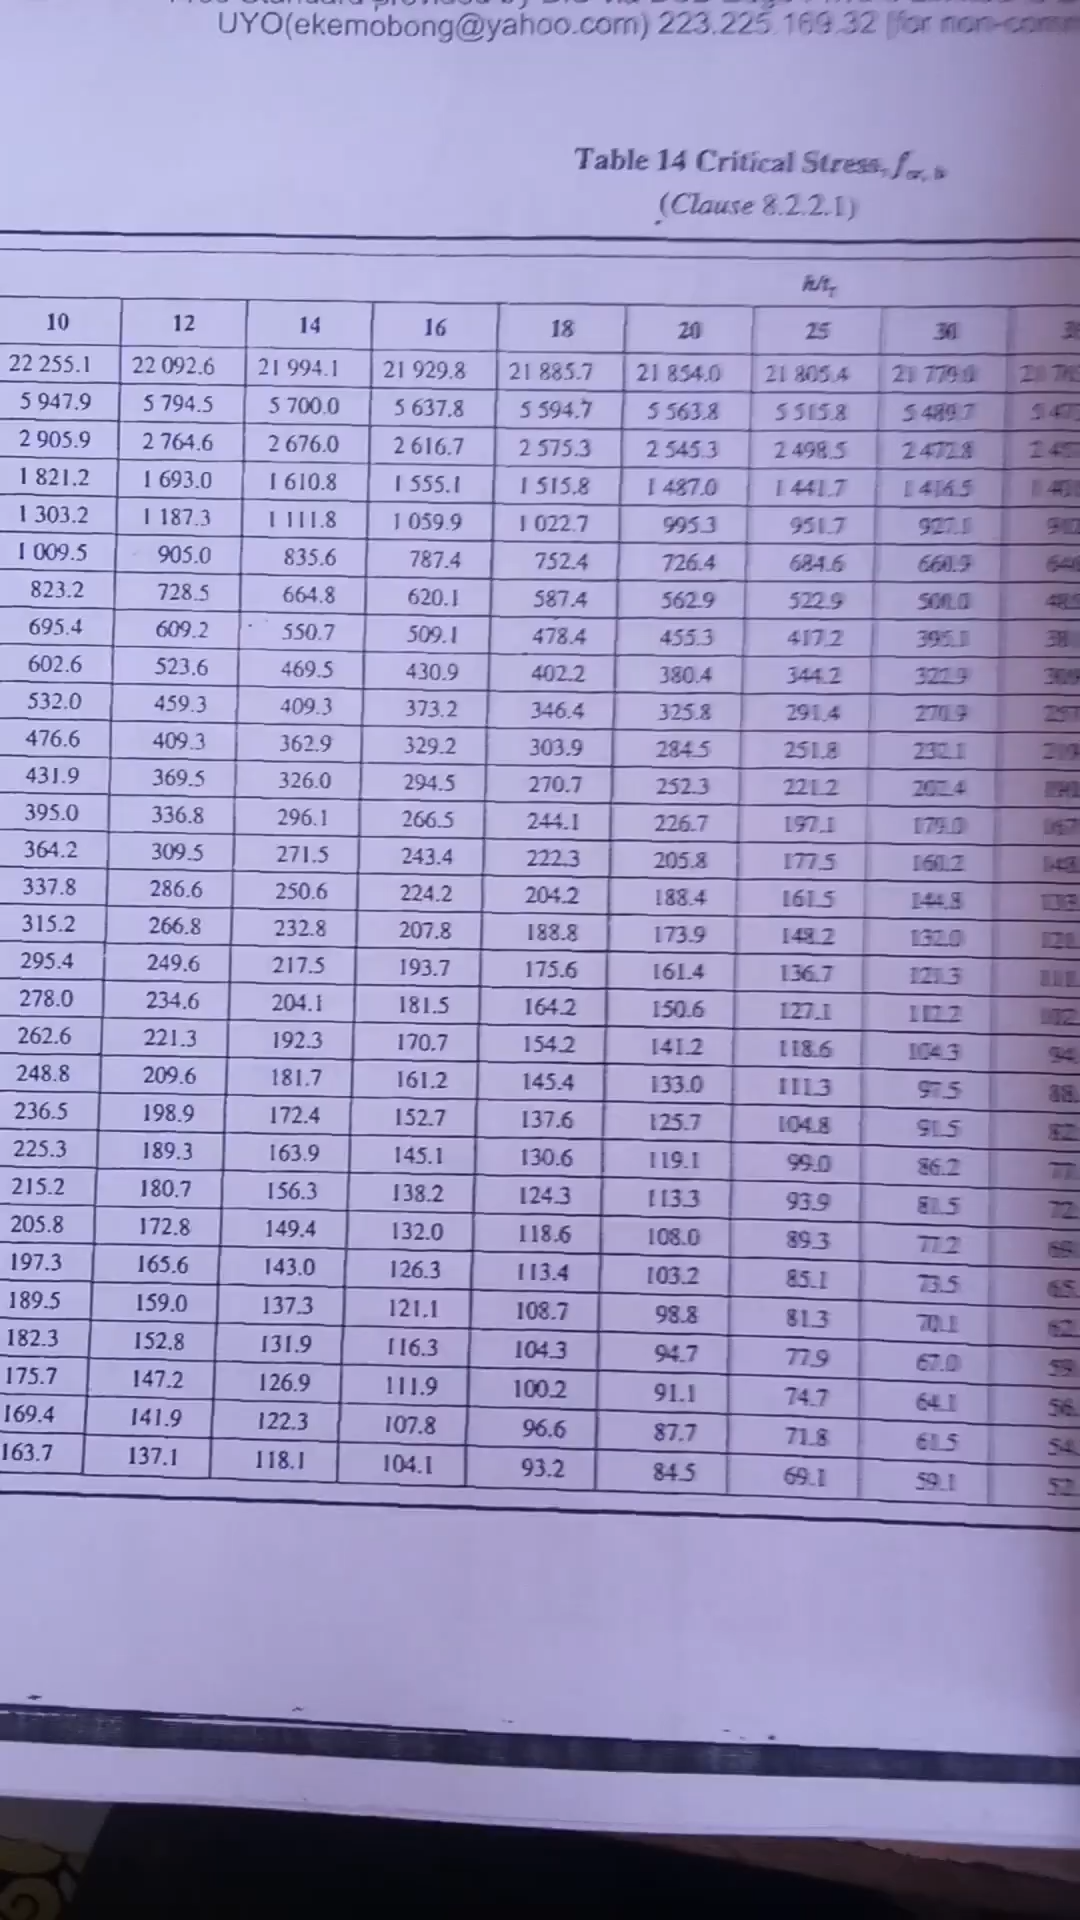 UYO(ekemobong@yahoo.com) 223.225.169.32 [for non-comm
Table 14 Critical Stress, f cr, b
(Clause 8.2.2.1)
h/tf
10 12 14 16 18 20 25 30
22 255.1 22 092.6 21 994.1 21 929.8 21 885.7 21 854.0 21 805.4 21 779.0
5 947.9 5 794.5 5 700.0 5 637.8 5 594.7 5 563.8 5 515.8 5 489.7
2 905.9 2 764.6 2 676.0 2 616.7 2 575.3 2 545.3 2 498.5 2 472.8
1 821.2 1 693.0 1 610.8 1 555.1 1 515.8 1 487.0 1 441.7 1 416.5
1 303.2 1 187.3 1 111.8 1 059.9 1 022.7 995.3 951.7 927.1
1 009.5 905.0 835.6 787.4 752.4 726.4 684.6 660.9
823.2 728.5 664.8 620.1 587.4 562.9 522.9 500.0
695.4 609.2 550.7 509.1 478.4 455.3 417.2 395.1
602.6 523.6 469.5 430.9 402.2 380.4 344.2 322.9
532.0 459.3 409.3 373.2 346.4 325.8 291.4 270.9
476.6 409.3 362.9 329.2 303.9 284.5 251.8 232.1
431.9 369.5 326.0 294.5 270.7 252.3 221.2 202.4
395.0 336.8 296.1 266.5 244.1 226.7 197.1 179.0
364.2 309.5 271.5 243.4 222.3 205.8 177.5 160.2
337.8 286.6 250.6 224.2 204.2 188.4 161.5 144.8
315.2 266.8 232.8 207.8 188.8 173.9 148.2 132.0
295.4 249.6 217.5 193.7 175.6 161.4 136.7 121.3
278.0 234.6 204.1 181.5 164.2 150.6 127.1 112.2
262.6 221.3 192.3 170.7 154.2 141.2 118.6 104.3
248.8 209.6 181.7 161.2 145.4 133.0 111.3 97.5
236.5 198.9 172.4 152.7 137.6 125.7 104.8 91.5
225.3 189.3 163.9 145.1 130.6 119.1 99.0 86.2
215.2 180.7 156.3 138.2 124.3 113.3 93.9 81.5
205.8 172.8 149.4 132.0 118.6 108.0 89.3 77.2
197.3 165.6 143.0 126.3 113.4 103.2 85.1 73.5
189.5 159.0 137.3 121.1 108.7 98.8 81.3 70.1
182.3 152.8 131.9 116.3 104.3 94.7 77.9 67.0
175.7 147.2 126.9 111.9 100.2 91.1 74.7 64.1
169.4 141.9 122.3 107.8 96.6 87.7 71.8 61.5
163.7 137.1 118.1 104.1 93.2 84.5 69.1 59.1